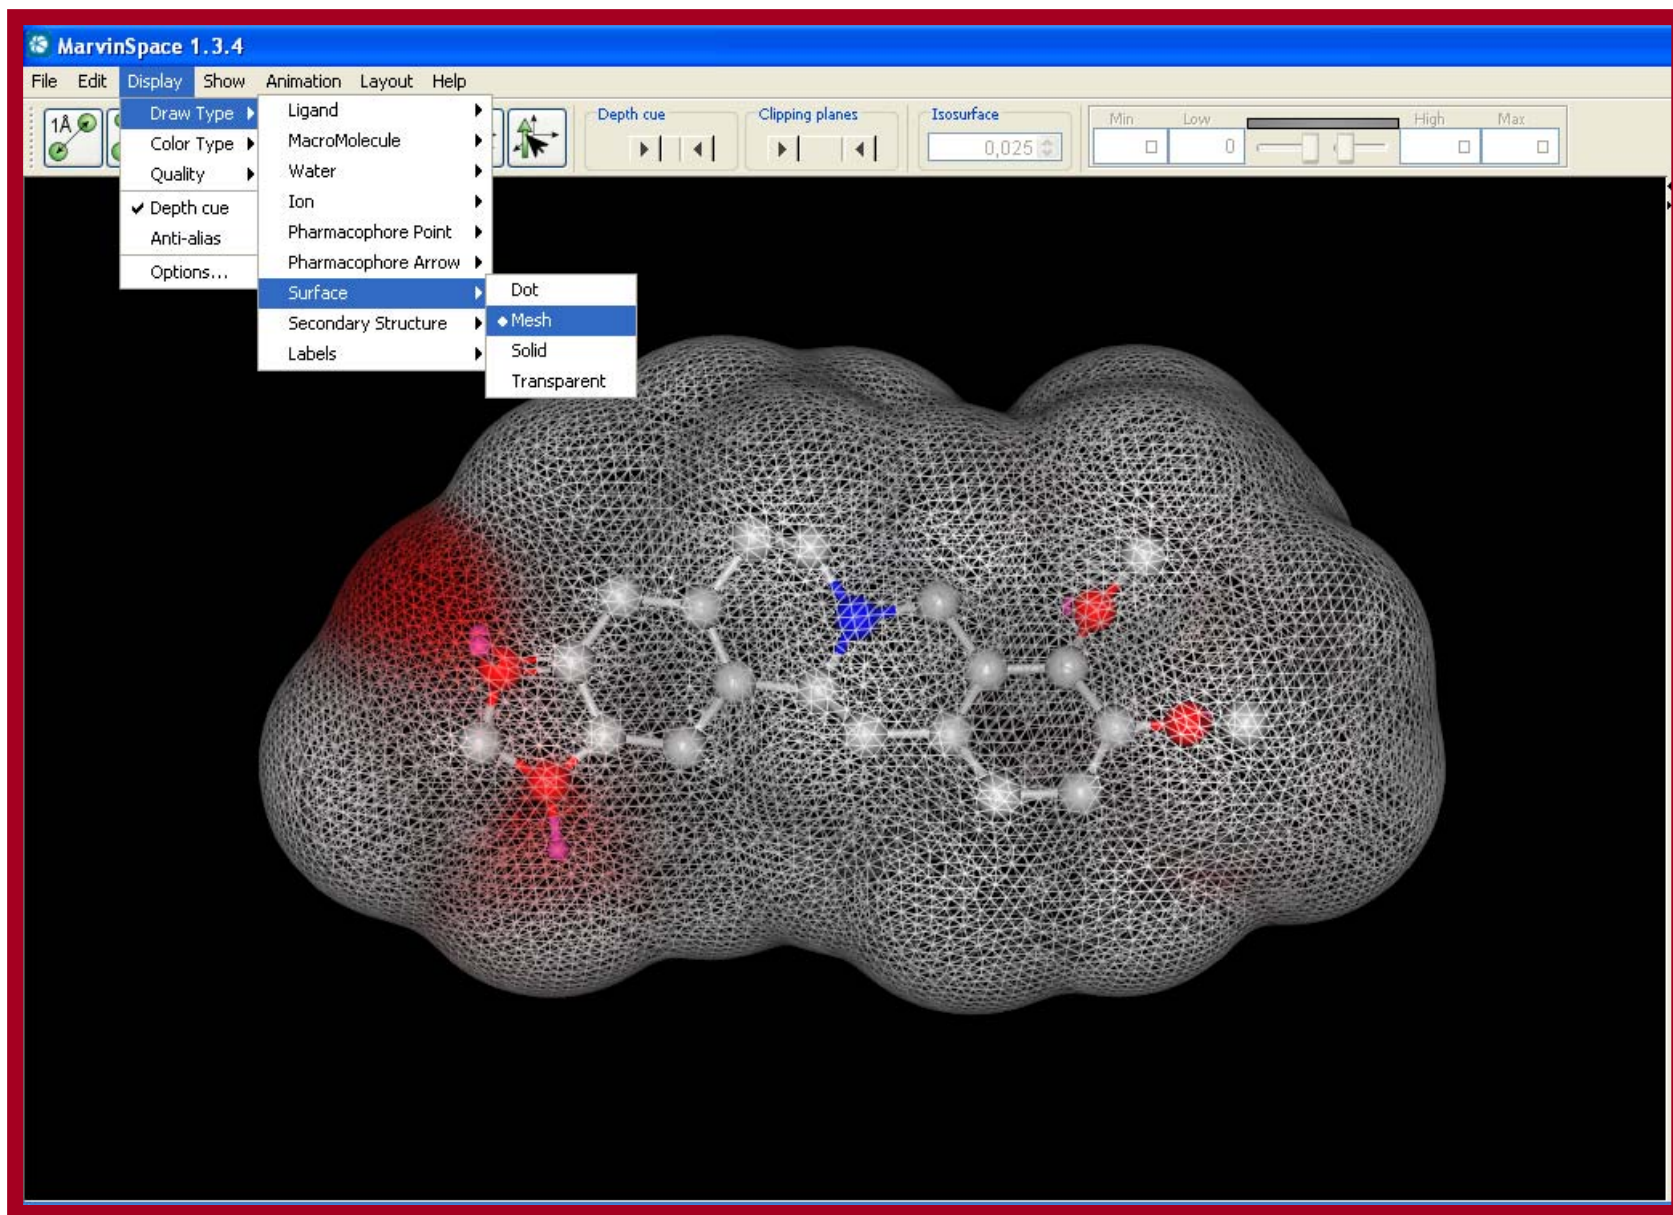 MarvinSpace 1.3.4
File Edit Display Show Animation Layout Help
1Å
Depth cue Clipping planes Isosurface Min Low High Max
0,025 0
Draw Type
Color Type
Quality
Depth cue
Anti-alias
Options...
Ligand
MacroMolecule
Water
Ion
Pharmacophore Point
Pharmacophore Arrow
Surface
Secondary Structure
Labels
Dot
Mesh
Solid
Transparent